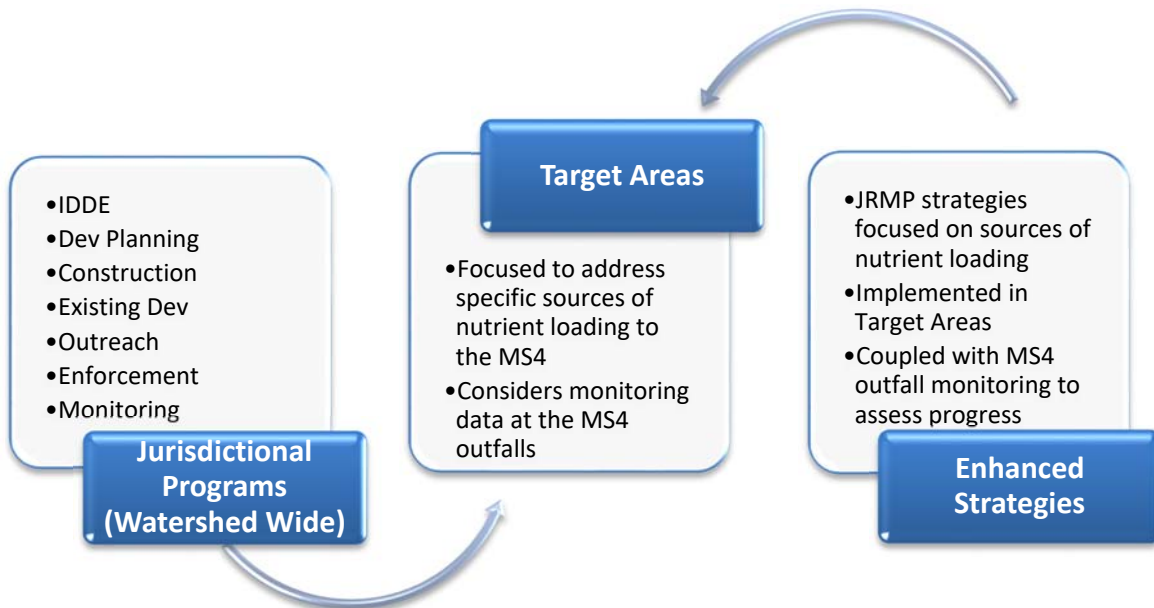 •IDDE
•Dev Planning
•Construction
•Existing Dev
•Outreach
•Enforcement
•Monitoring
Jurisdictional
Programs
(Watershed Wide)
Target Areas
•Focused to address
specific sources of
nutrient loading to
the MS4
•Considers monitoring
data at the MS4
outfalls
•JRMP strategies
focused on sources of
nutrient loading
•Implemented in
Target Areas
•Coupled with MS4
outfall monitoring to
assess progress
Enhanced
Strategies